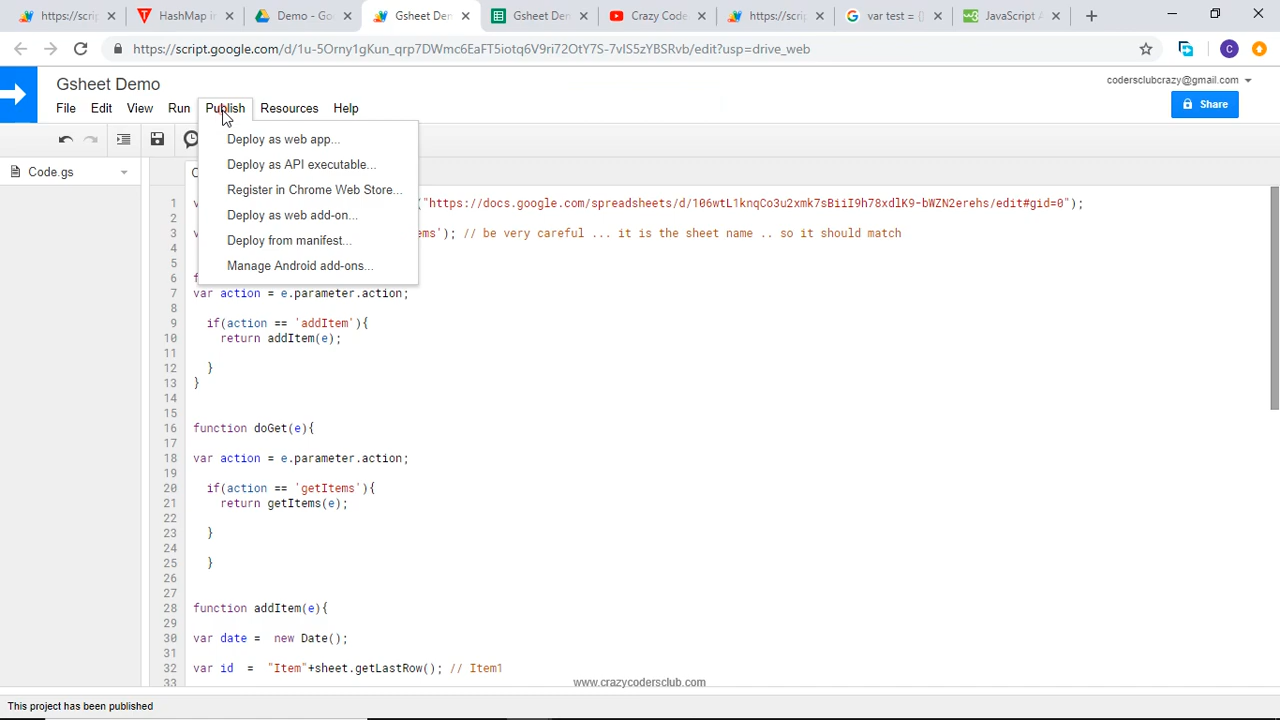 https://scri
HashMap in
Demo - Goo
Gsheet Dem
Gsheet Dem
Crazy Code
https://scri
var test = {}
JavaScript A
https://script.google.com/d/1u-5Orny1gKun_qrp7DWmc6EaFT5iotq6V9ri72OtY7S-7vIS5zYBSRvb/edit?usp=drive_web
C
Gsheet Demo
codersclubcrazy@gmail.com
File Edit View Run Publish Resources Help
Share
Deploy as web app...
Deploy as API executable...
Register in Chrome Web Store...
Deploy as web add-on...
Deploy from manifest...
Manage Android add-ons...
Code.gs
1 ("https://docs.google.com/spreadsheets/d/106wtL1knqCo3u2xmk7sBiiI9h78xdlK9-bWZN2erehs/edit#gid=0");
2
3 ems'); // be very careful ... it is the sheet name .. so it should match
4
5
6
7 var action = e.parameter.action;
8
9 if(action == 'addItem'){
10 return addItem(e);
11
12 }
13 }
14
15
16 function doGet(e){
17
18 var action = e.parameter.action;
19
20 if(action == 'getItems'){
21 return getItems(e);
22
23 }
24
25 }
26
27
28 function addItem(e){
29
30 var date = new Date();
31
32 var id = "Item"+sheet.getLastRow(); // Item1
33
www.crazycodersclub.com
This project has been published